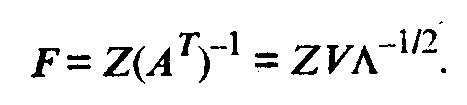 F = Z(A^T)^{-1} = ZVΛ^{-1/2}.